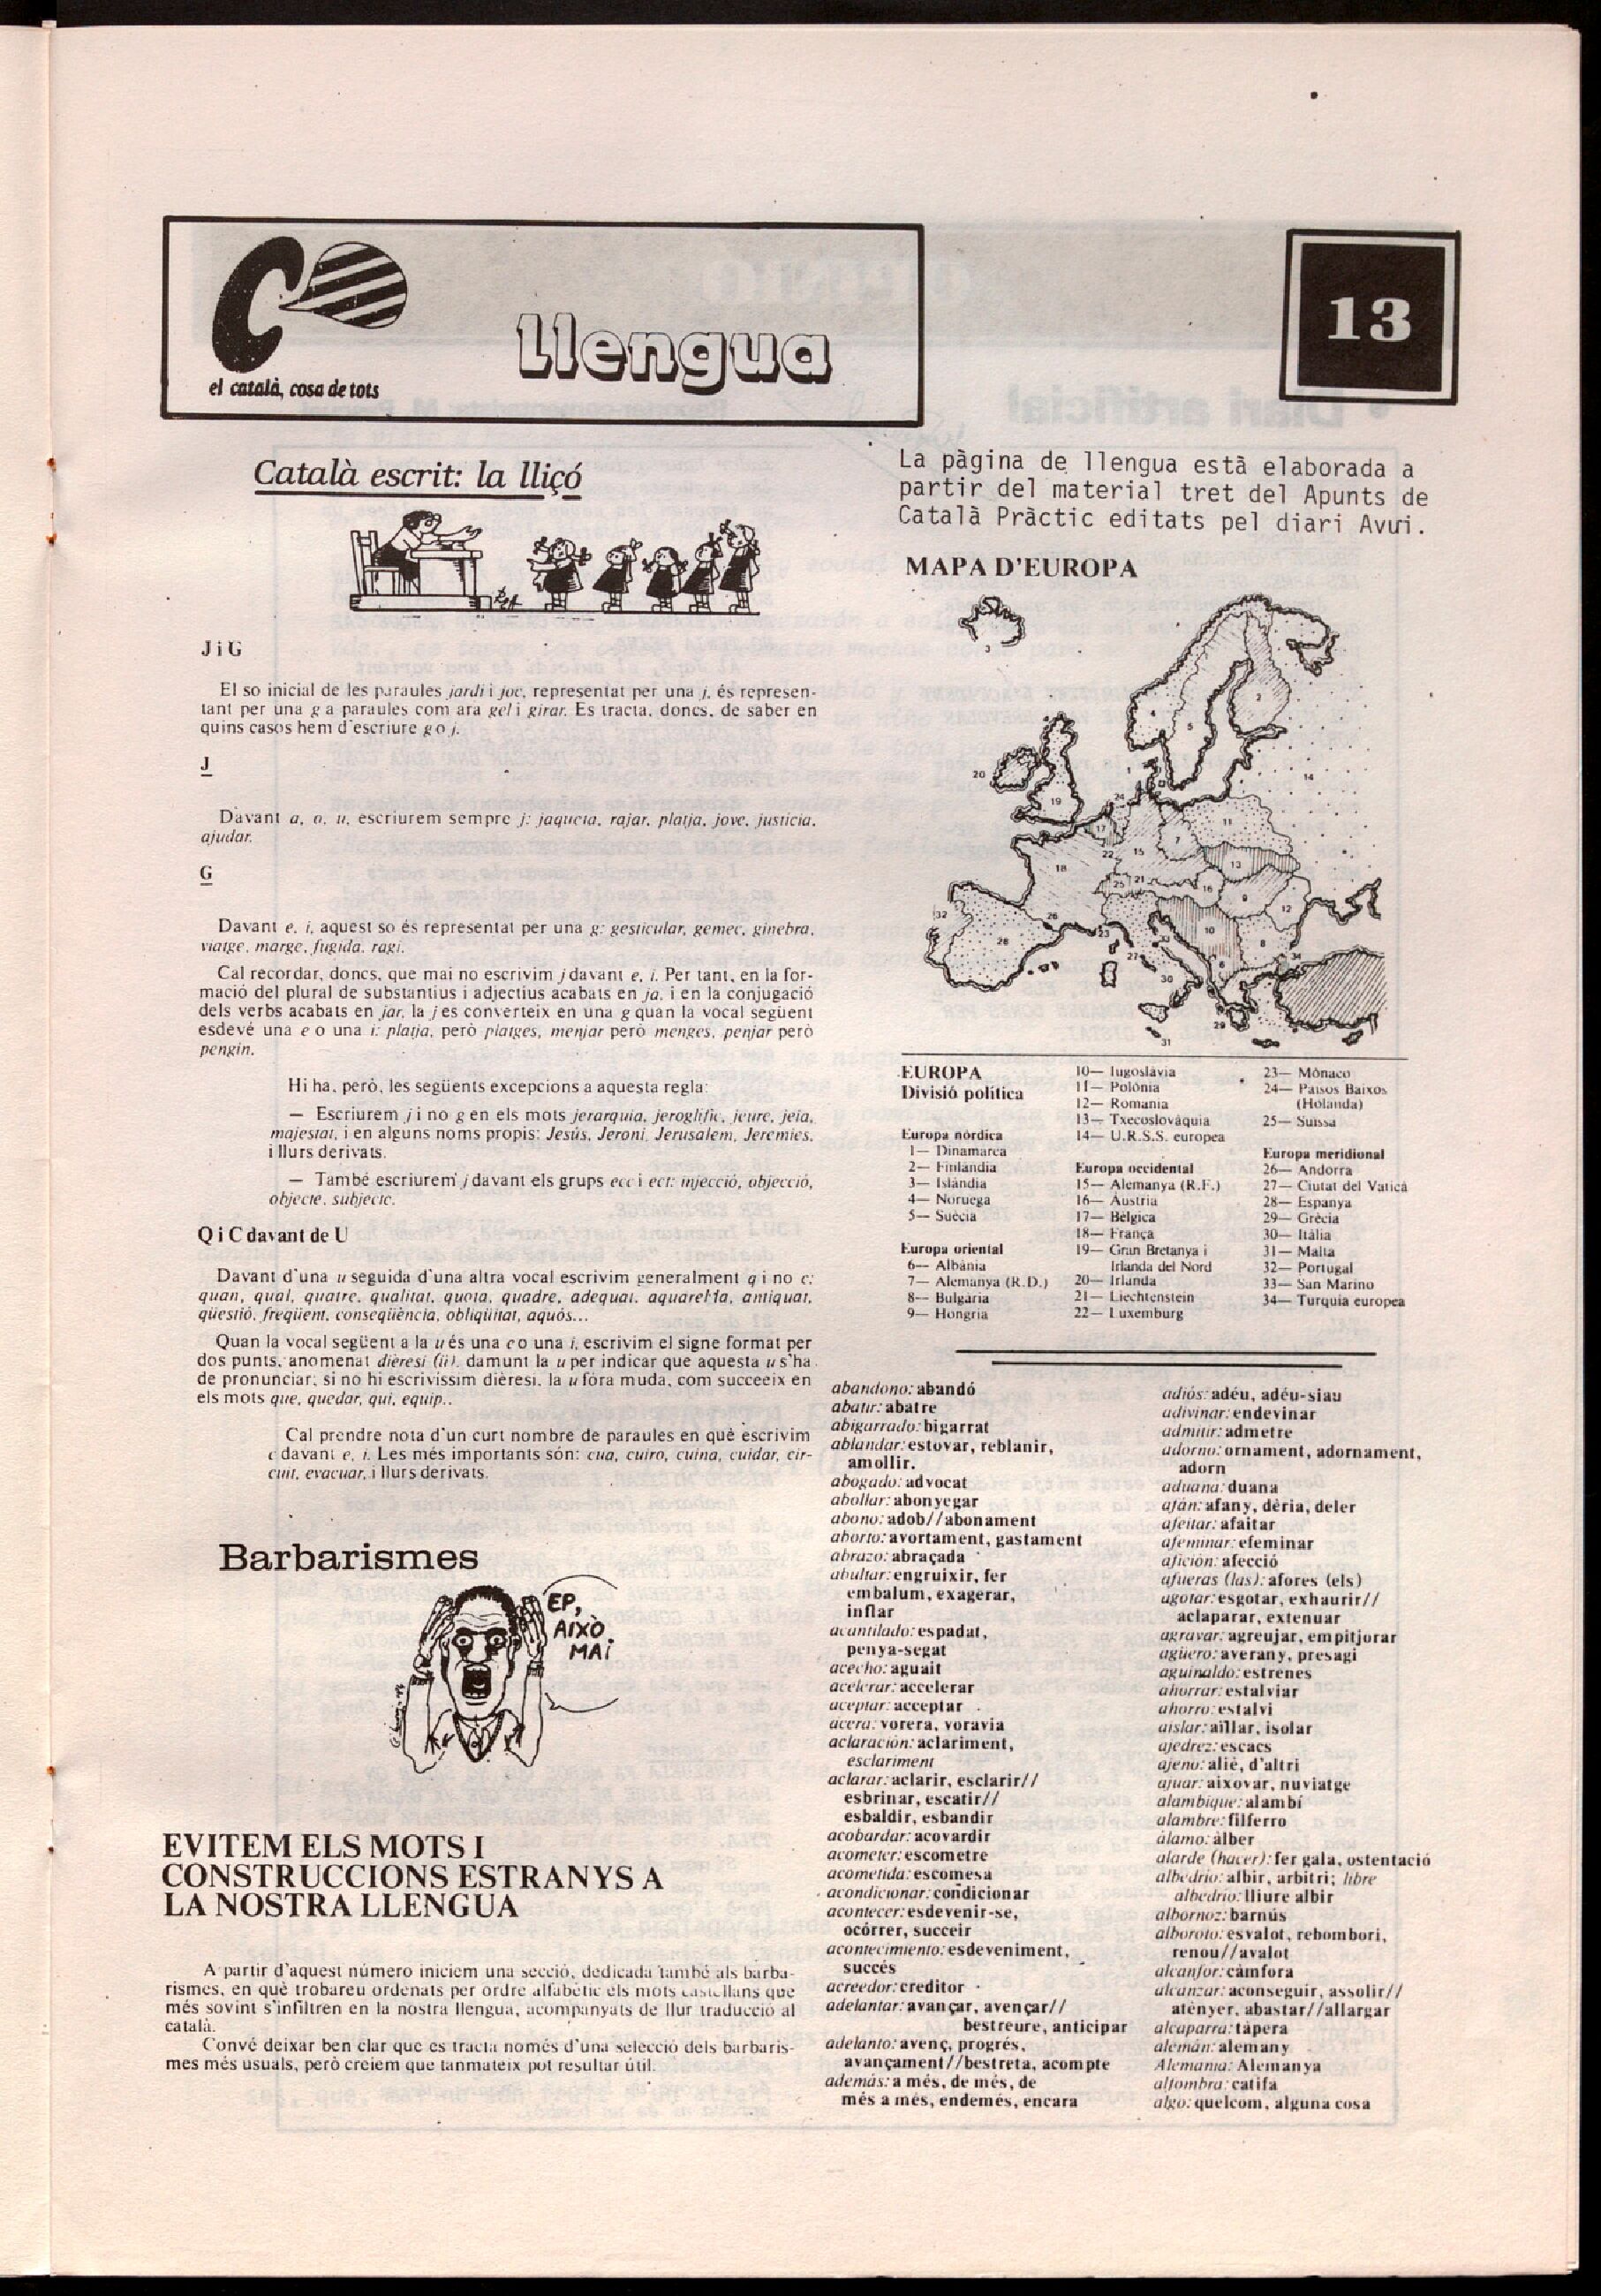 el català, cosa de tots
llengua
13
Català escrit: la lliçó
J i G
El so inicial de les paraules jardí i joc, representat per una j, és represen-
tant per una g a paraules com ara gel i girar. Es tracta, doncs, de saber en
quins casos hem d'escriure g o j.
J
Davant a, o, u, escriurem sempre j: jaqueta, rajar, platja, jove, justícia,
ajudar.
G
Davant e, i, aquest so és representat per una g: gesticular, gemec, ginebra,
viatge, marge, fugida, ragi.
Cal recordar, doncs, que mai no escrivim j davant e, i. Per tant, en la for-
mació del plural de substantius i adjectius acabats en ja, i en la conjugació
dels verbs acabats en jar, la j es converteix en una g quan la vocal següent
esdevé una e o una i: platja, però platges, menjar però menges, penjar però
pengin.
Hi ha, però, les següents excepcions a aquesta regla:
— Escriurem j i no g en els mots jerarquia, jeroglífic, jeure, jeia,
majestat, i en alguns noms propis: Jesús, Jeroni, Jerusalem, Jeremies,
i llurs derivats.
— També escriurem j davant els grups ecc i ect: injecció, objecció,
objecte, subjecte.
Q i C davant de U
Davant d'una u seguida d'una altra vocal escrivim generalment q i no c:
quan, qual, quatre, qualitat, quota, quadre, adequat, aquarel·la, antiquat,
qüestió, freqüent, conseqüència, obliqüitat, aquós...
Quan la vocal següent a la u és una e o una i, escrivim el signe format per
dos punts, anomenat dièresi (ü), damunt la u per indicar que aquesta u s'ha
de pronunciar; si no hi escrivíssim dièresi, la u fóra muda, com succeeix en
els mots que, quedar, qui, equip..
Cal prendre nota d'un curt nombre de paraules en què escrivim
c davant e, i. Les més importants són: cua, cuiro, cuina, cuidar, cir-
cuit, evacuar, i llurs derivats.
Barbarismes
EP,
AIXÒ
MAI
EVITEM ELS MOTS I
CONSTRUCCIONS ESTRANYS A
LA NOSTRA LLENGUA
A partir d'aquest número iniciem una secció, dedicada també als barba-
rismes, en què trobareu ordenats per ordre alfabètic els mots castellans que
més sovint s'infiltren en la nostra llengua, acompanyats de llur traducció al
català.
Convé deixar ben clar que es tracta només d'una selecció dels barbaris-
mes més usuals, però creiem que tanmateix pot resultar útil.
La pàgina de llengua està elaborada a
partir del material tret del Apunts de
Català Pràctic editats pel diari Avui.
MAPA D'EUROPA
EUROPA
Divisió política
Europa nòrdica
1— Dinamarca
2— Finlàndia
3— Islàndia
4— Noruega
5— Suècia
Europa oriental
6— Albània
7— Alemanya (R.D.)
8— Bulgària
9— Hongria
10— Iugoslàvia
11— Polònia
12— Romania
13— Txecoslovàquia
14— U.R.S.S. europea
Europa occidental
15— Alemanya (R.F.)
16— Àustria
17— Bèlgica
18— França
19— Gran Bretanya i
Irlanda del Nord
20— Irlanda
21— Liechtenstein
22— Luxemburg
23— Mònaco
24— Països Baixos
(Holanda)
25— Suïssa
Europa meridional
26— Andorra
27— Ciutat del Vaticà
28— Espanya
29— Grècia
30— Itàlia
31— Malta
32— Portugal
33— San Marino
34— Turquia europea
abandono: abandó
abatir: abatre
abigarrado: bigarrat
ablandar: estovar, reblanir,
amollir.
abogado: advocat
abollar: abonyegar
abono: adob//abonament
aborto: avortament, gastament
abrazo: abraçada
abultar: engruixir, fer
embalum, exagerar,
inflar
acantilado: espadat,
penya-segat
acecho: aguait
acelerar: accelerar
aceptar: acceptar
acera: vorera, voravia
aclaración: aclariment,
esclariment
aclarar: aclarir, esclarir//
esbrinar, escatir//
esbaldir, esbandir
acobardar: acovardir
acometer: escometre
acometida: escomesa
acondicionar: condicionar
acontecer: esdevenir-se,
ocórrer, succeir
acontecimiento: esdeveniment,
succés
acreedor: creditor
adelantar: avançar, avençar//
bestreure, anticipar
adelanto: avenç, progrés,
avançament//bestreta, acompte
además: a més, de més, de
més a més, endemés, encara
adiós: adéu, adéu-siau
adivinar: endevinar
admitir: admetre
adorno: ornament, adornament,
adorn
aduana: duana
afán: afany, dèria, deler
afeitar: afaitar
afeminar: efeminar
afición: afecció
afueras (las): afores (els)
agotar: esgotar, exhaurir//
aclaparar, extenuar
agravar: agreujar, empitjorar
agüero: averany, presagi
aguinaldo: estrenes
ahorrar: estalviar
ahorro: estalvi
aislar: aïllar, isolar
ajedrez: escacs
ajeno: aliè, d'altri
ajuar: aixovar, nuviatge
alambique: alambí
alambre: filferro
álamo: àlber
alarde (hacer): fer gala, ostentació
albedrío: albir, arbitri; libre
albedrío: lliure albir
albornoz: barnús
alboroto: esvalot, rebombori,
renou//avalot
alcanfor: càmfora
alcanzar: aconseguir, assolir//
atènyer, abastar//allargar
alcaparra: tàpera
alemán: alemany
Alemania: Alemanya
alfombra: catifa
algo: quelcom, alguna cosa